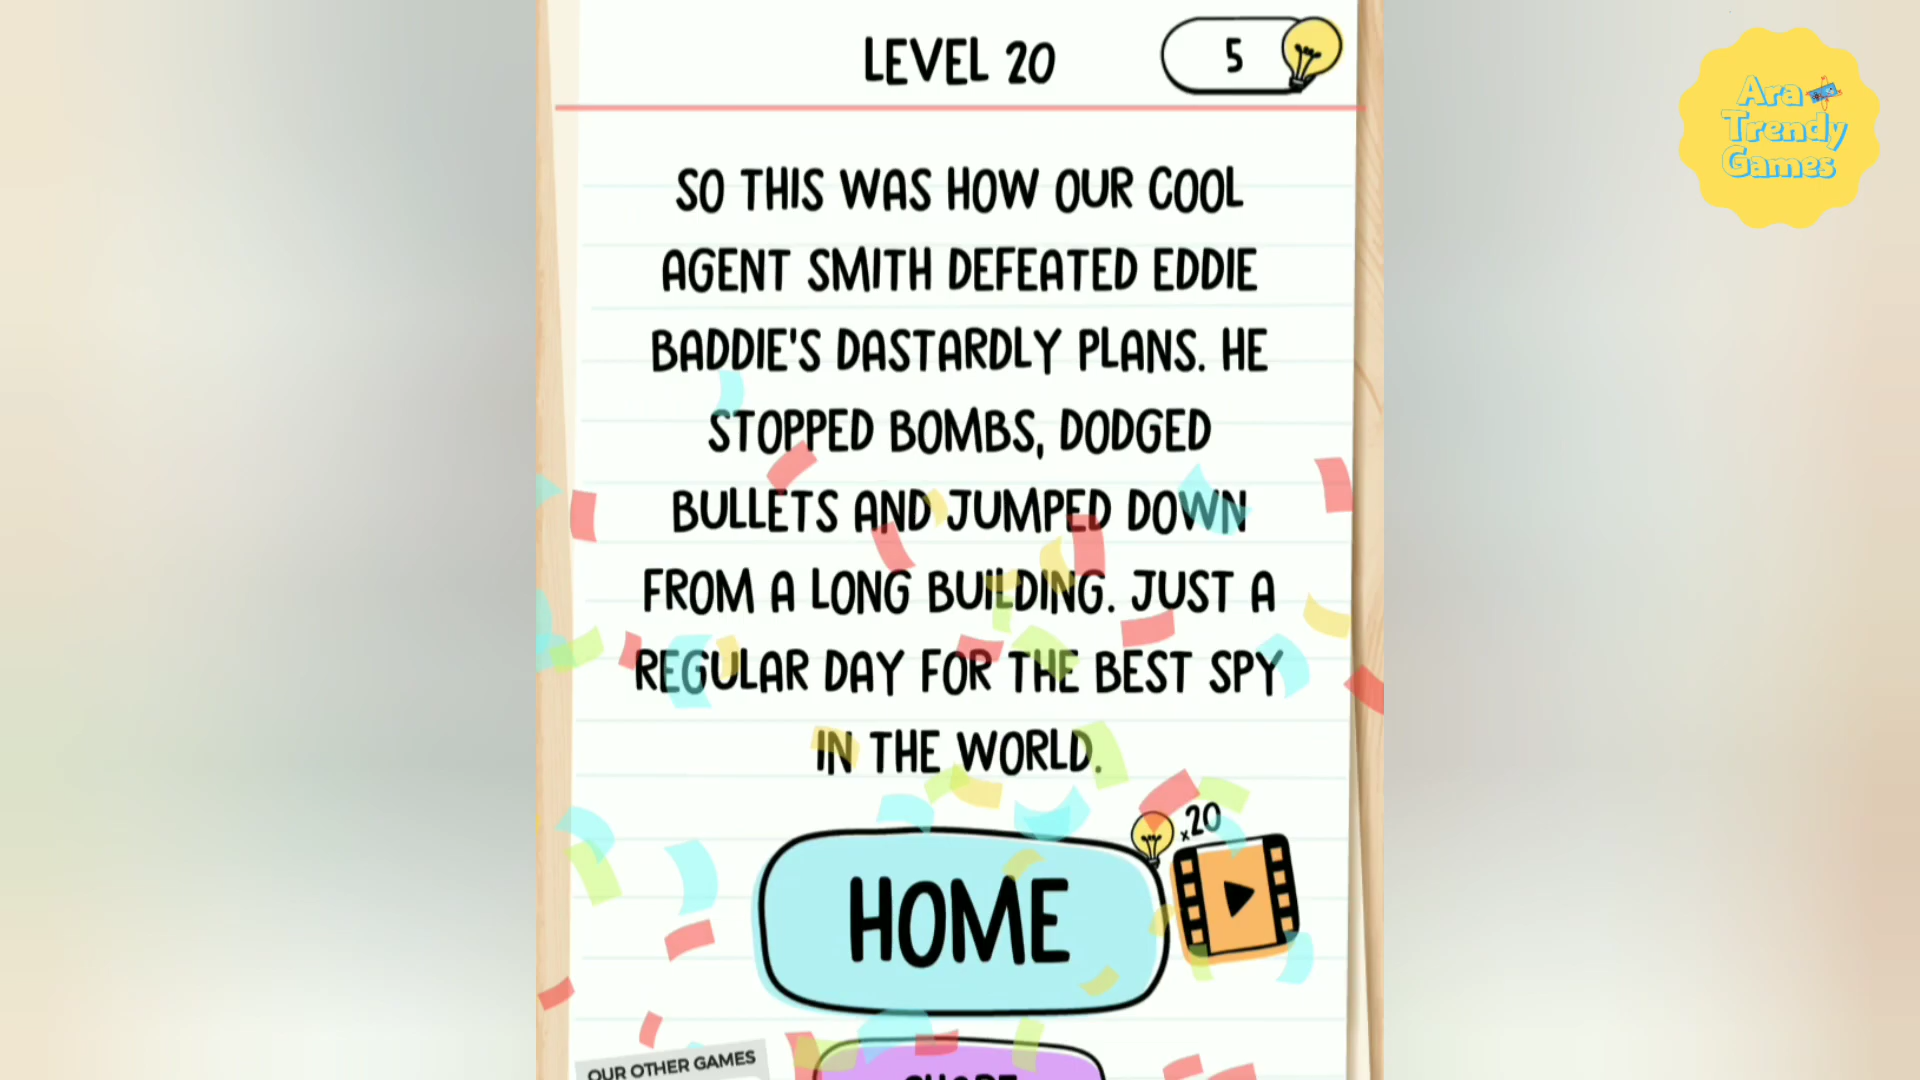 LEVEL 20
5
Ara
Trendy
Games
SO THIS WAS HOW OUR COOL
AGENT SMITH DEFEATED EDDIE
BADDIE'S DASTARDLY PLANS. HE
STOPPED BOMBS, DODGED
BULLETS AND JUMPED DOWN
FROM A LONG BUILDING. JUST A
REGULAR DAY FOR THE BEST SPY
IN THE WORLD.
x20
HOME
OUR OTHER GAMES
SHARE